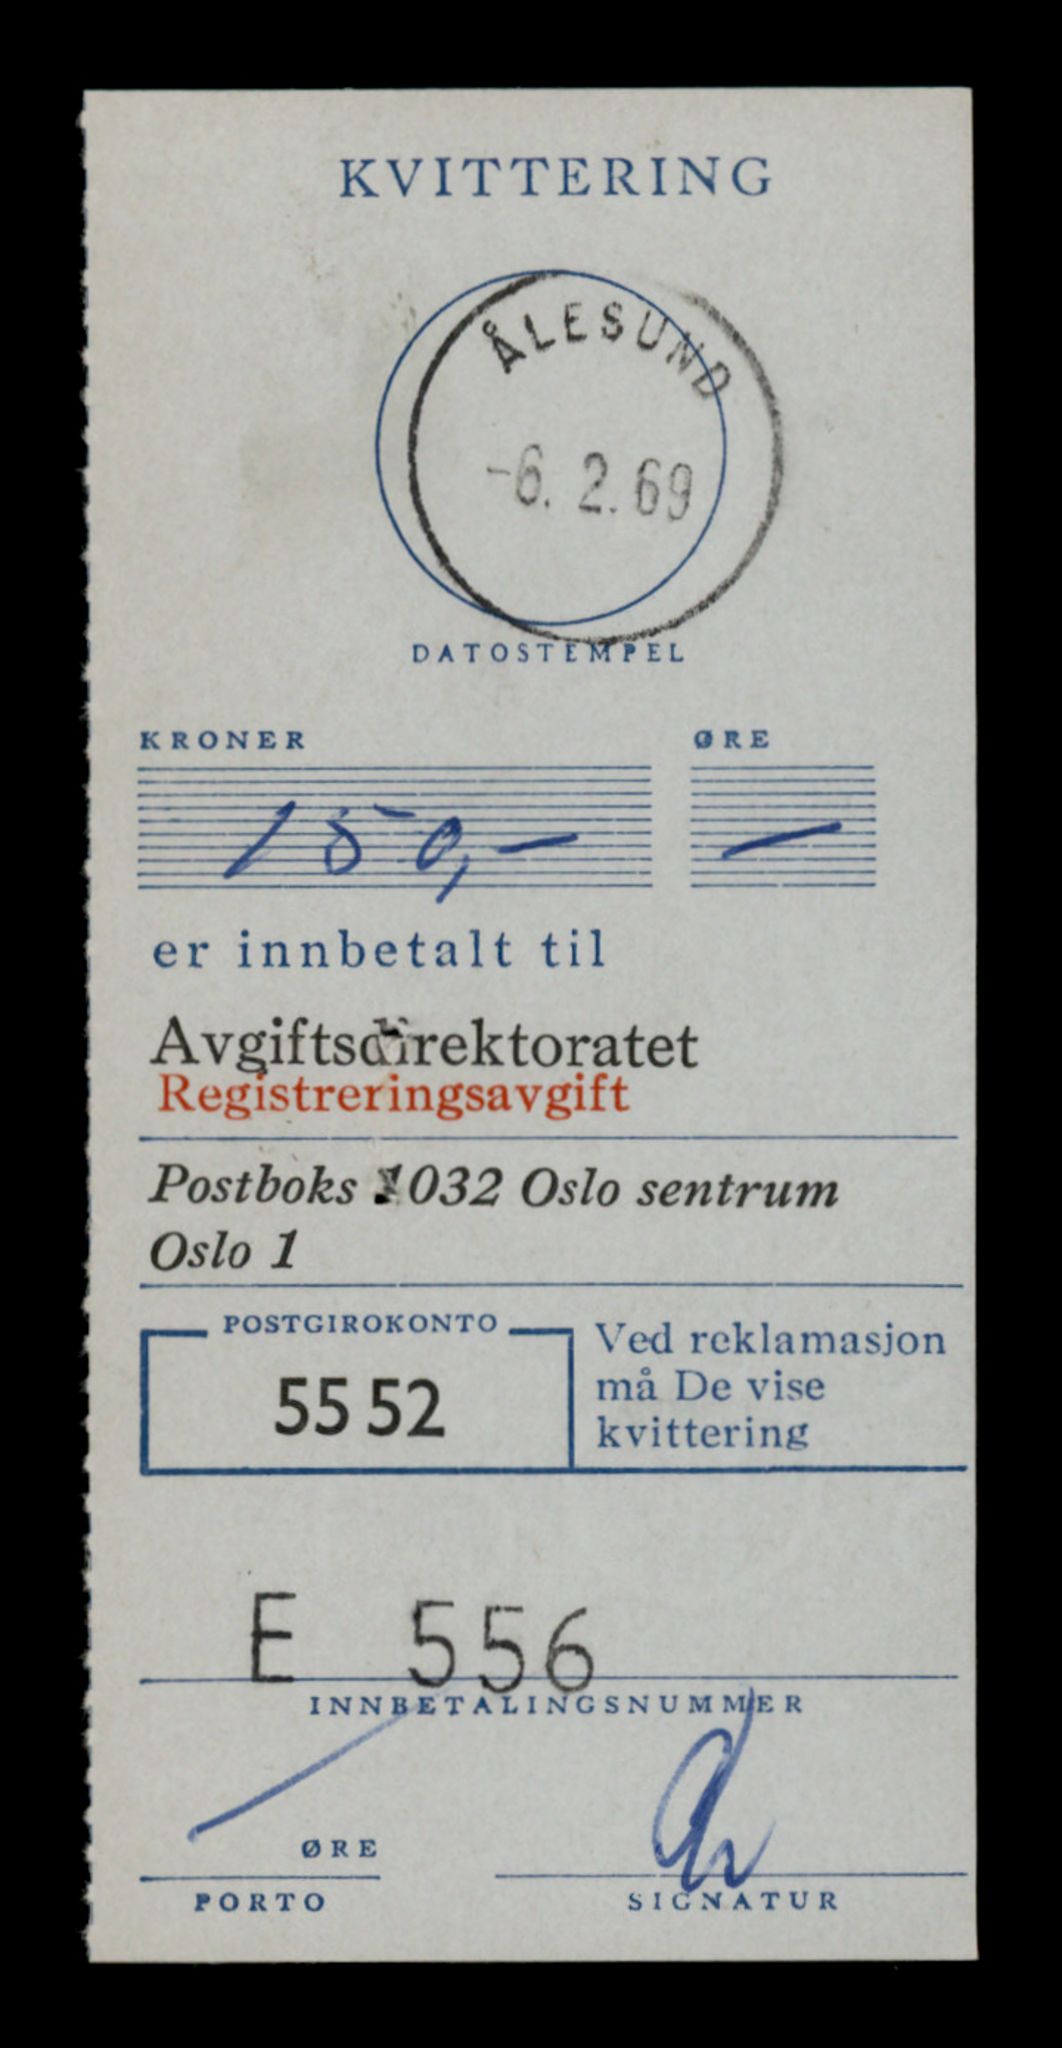 KVITTERING
ÅLESUND
-6. 2. 69
DATOSTEMPEL
KRONER ØRE
150,- —
er innbetalt til
Avgiftsdirektoratet
Registreringsavgift
Postboks 1032 Oslo sentrum
Oslo 1
POSTGIROKONTO
55 52
Ved reklamasjon
må De vise
kvittering
E 556
INNBETALINGSNUMMER
ØRE
PORTO
SIGNATUR